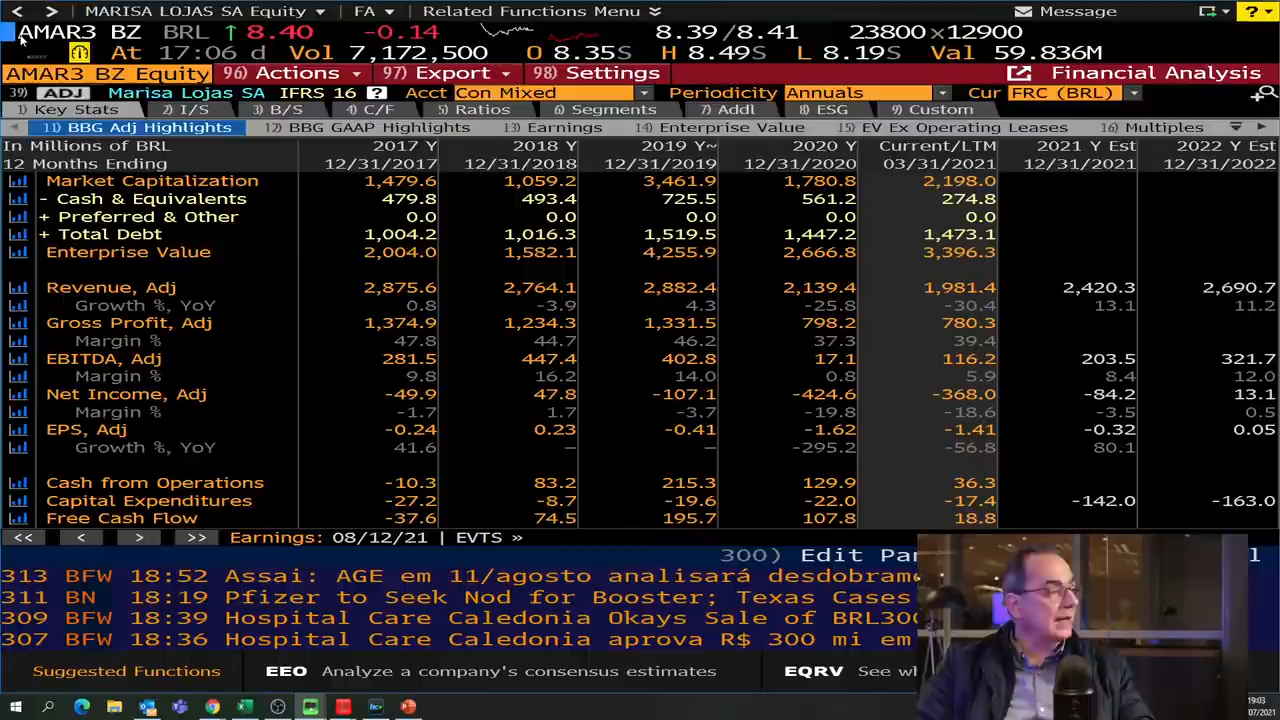 < > MARISA LOJAS SA Equity FA Related Functions Menu Message ?
AMAR3 BZ BRL ↑ 8.40 -0.14 8.39/8.41 23800x12900
At 17:06 d Vol 7,172,500 O 8.35S H 8.49S L 8.19S Val 59.836M
AMAR3 BZ Equity 96) Actions 97) Export 98) Settings Financial Analysis
39) ADJ Marisa Lojas SA IFRS 16 ? Acct Con Mixed Periodicity Annuals Cur FRC (BRL)
1) Key Stats 2) I/S 3) B/S 4) C/F 5) Ratios 6) Segments 7) Addl 8) ESG 9) Custom
11) BBG Adj Highlights 12) BBG GAAP Highlights 13) Earnings 14) Enterprise Value 15) EV Ex Operating Leases 16) Multiples
In Millions of BRL 2017 Y 2018 Y 2019 Y~ 2020 Y Current/LTM 2021 Y Est 2022 Y Est
12 Months Ending 12/31/2017 12/31/2018 12/31/2019 12/31/2020 03/31/2021 12/31/2021 12/31/2022
Market Capitalization 1,479.6 1,059.2 3,461.9 1,780.8 2,198.0
- Cash & Equivalents 479.8 493.4 725.5 561.2 274.8
+ Preferred & Other 0.0 0.0 0.0 0.0 0.0
+ Total Debt 1,004.2 1,016.3 1,519.5 1,447.2 1,473.1
Enterprise Value 2,004.0 1,582.1 4,255.9 2,666.8 3,396.3
Revenue, Adj 2,875.6 2,764.1 2,882.4 2,139.4 1,981.4 2,420.3 2,690.7
Growth %, YoY 0.8 -3.9 4.3 -25.8 -30.4 13.1 11.2
Gross Profit, Adj 1,374.9 1,234.3 1,331.5 798.2 780.3
Margin % 47.8 44.7 46.2 37.3 39.4
EBITDA, Adj 281.5 447.4 402.8 17.1 116.2 203.5 321.7
Margin % 9.8 16.2 14.0 0.8 5.9 8.4 12.0
Net Income, Adj -49.9 47.8 -107.1 -424.6 -368.0 -84.2 13.1
Margin % -1.7 1.7 -3.7 -19.8 -18.6 -3.5 0.5
EPS, Adj -0.24 0.23 -0.41 -1.62 -1.41 -0.32 0.05
Growth %, YoY 41.6 — — -295.2 -56.8 80.1
Cash from Operations -10.3 83.2 215.3 129.9 36.3
Capital Expenditures -27.2 -8.7 -19.6 -22.0 -17.4 -142.0 -163.0
Free Cash Flow -37.6 74.5 195.7 107.8 18.8
<< < > >> Earnings: 08/12/21 | EVTS »
300) Edit Pa
313 BFW 18:52 Assai: AGE em 11/agosto analisará desdobram
311 BN 18:19 Pfizer to Seek Nod for Booster; Texas Cases
309 BFW 18:39 Hospital Care Caledonia Okays Sale of BRL300
307 BFW 18:36 Hospital Care Caledonia aprova R$ 300 mi em
Suggested Functions EEO Analyze a company's consensus estimates EQRV See wh
19:03
/07/2021